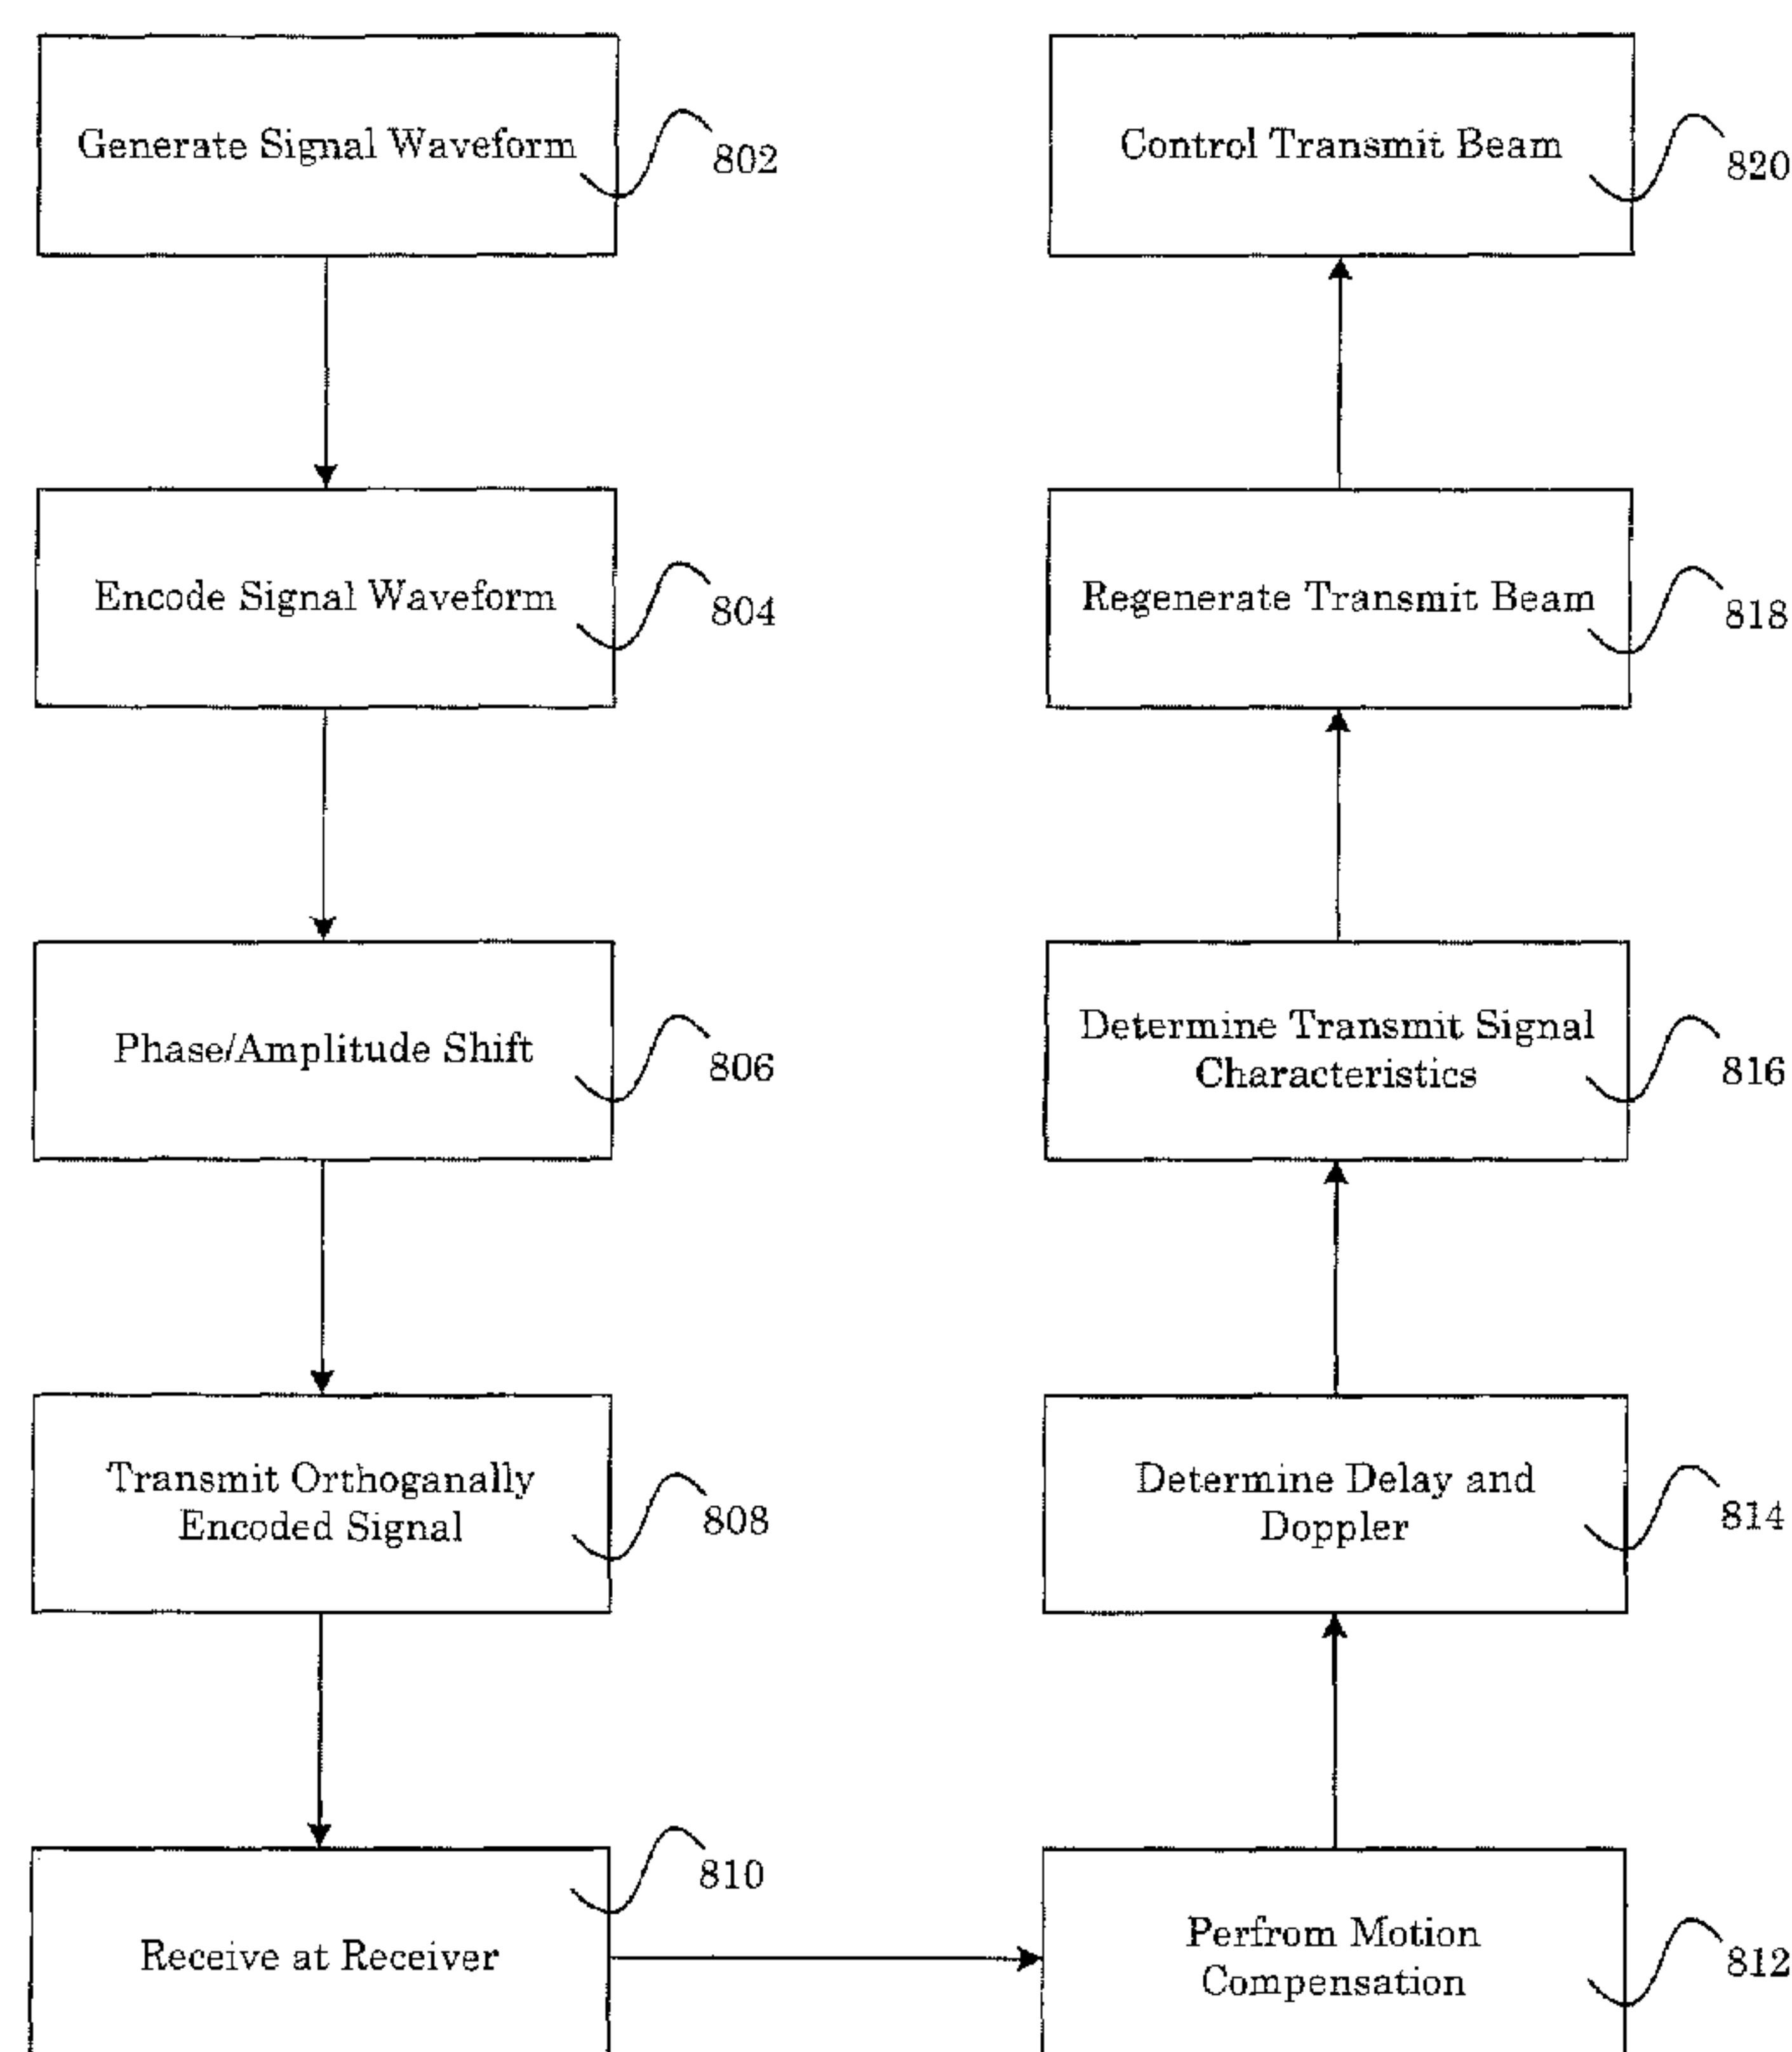 Generate Signal Waveform
802
Encode Signal Waveform
804
Phase/Amplitude Shift
806
Transmit Orthoganally
Encoded Signal
808
Receive at Receiver
810
Perfrom Motion
Compensation
812
Determine Delay and
Doppler
814
Determine Transmit Signal
Characteristics
816
Regenerate Transmit Beam
818
Control Transmit Beam
820